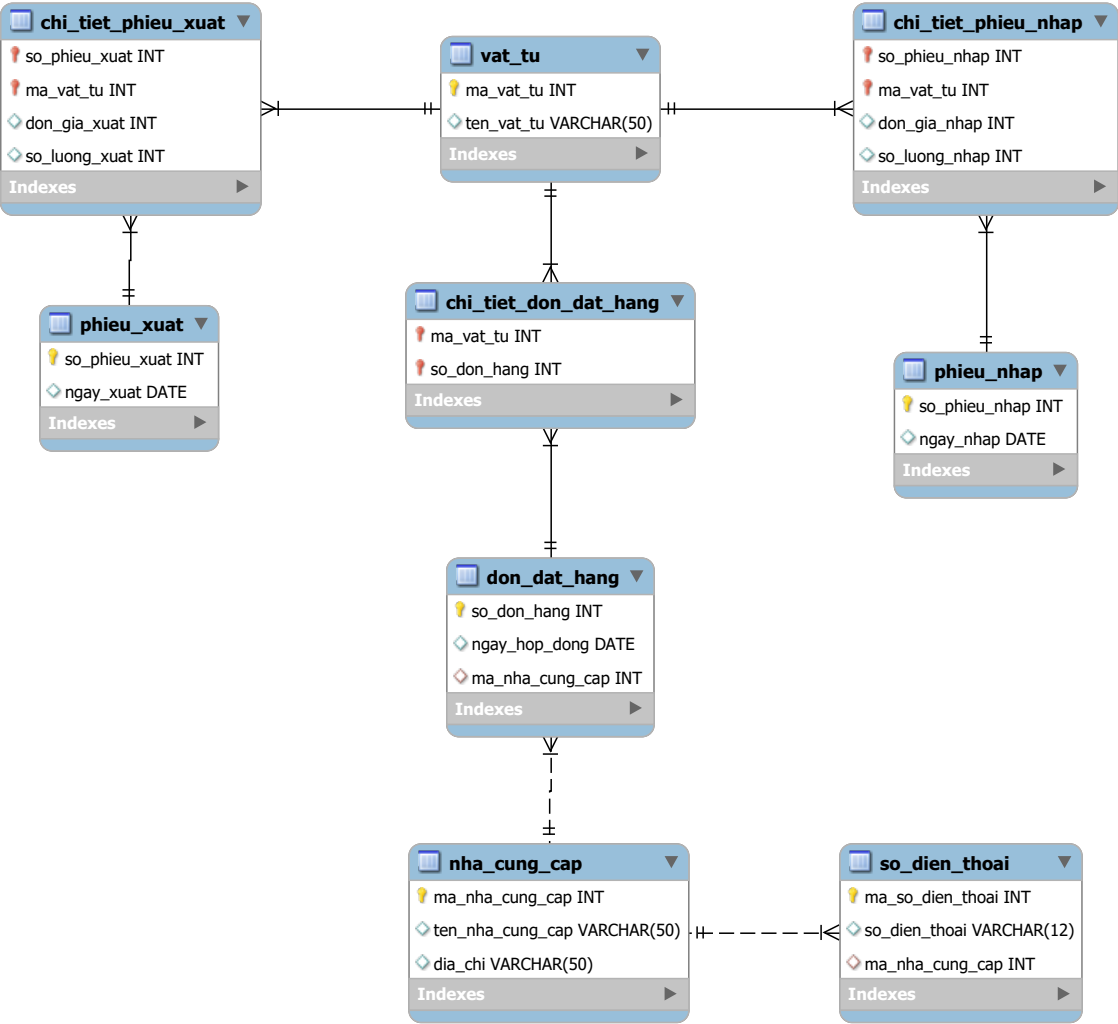 chi_tiet_phieu_xuat
so_phieu_xuat INT
ma_vat_tu INT
don_gia_xuat INT
so_luong_xuat INT
Indexes
vat_tu
ma_vat_tu INT
ten_vat_tu VARCHAR(50)
Indexes
chi_tiet_phieu_nhap
so_phieu_nhap INT
ma_vat_tu INT
don_gia_nhap INT
so_luong_nhap INT
Indexes
phieu_xuat
so_phieu_xuat INT
ngay_xuat DATE
Indexes
chi_tiet_don_dat_hang
ma_vat_tu INT
so_don_hang INT
Indexes
phieu_nhap
so_phieu_nhap INT
ngay_nhap DATE
Indexes
don_dat_hang
so_don_hang INT
ngay_hop_dong DATE
ma_nha_cung_cap INT
Indexes
nha_cung_cap
ma_nha_cung_cap INT
ten_nha_cung_cap VARCHAR(50)
dia_chi VARCHAR(50)
Indexes
so_dien_thoai
ma_so_dien_thoai INT
so_dien_thoai VARCHAR(12)
ma_nha_cung_cap INT
Indexes